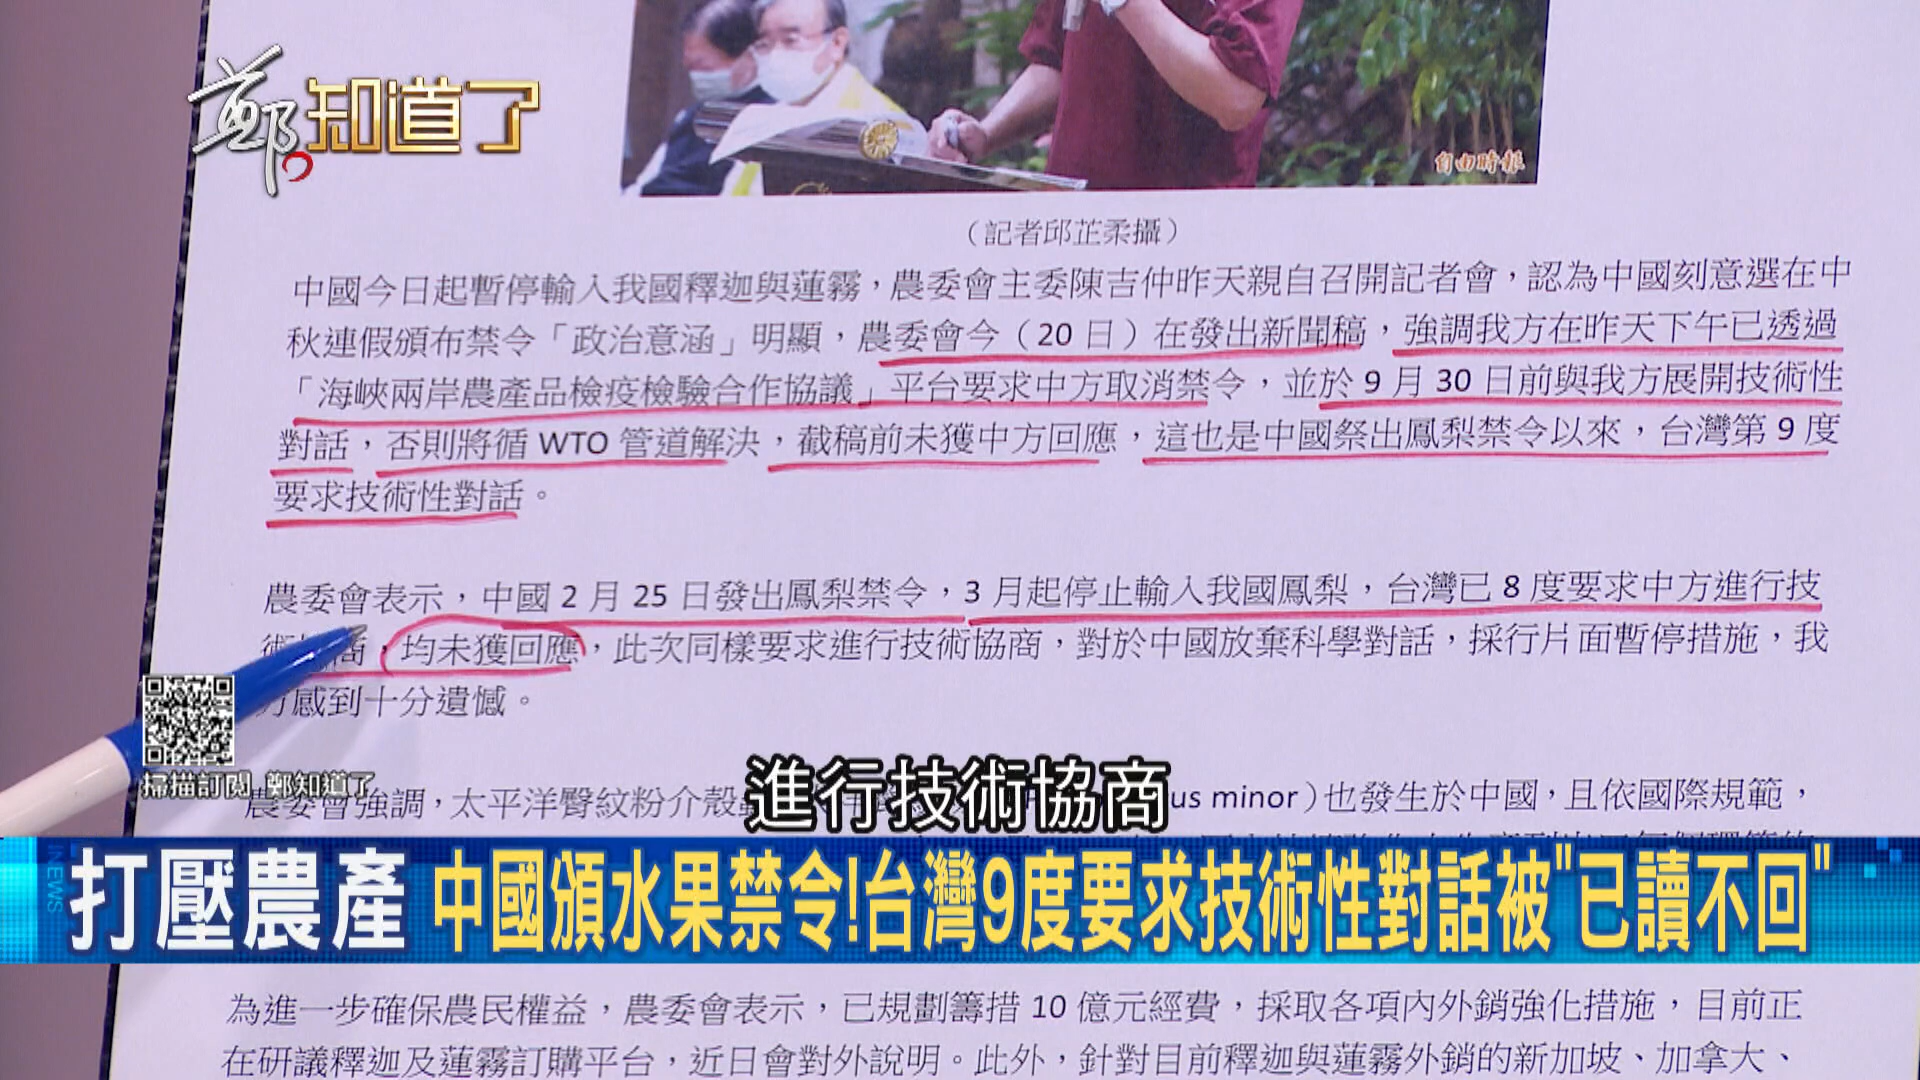 鄭知道了
自由時報
（記者邱芷柔攝）
中國今日起暫停輸入我國釋迦與蓮霧，農委會主委陳吉仲昨天親自召開記者會，認為中國刻意選在中
秋連假頒布禁令「政治意涵」明顯，農委會今（20 日）在發出新聞稿，強調我方在昨天下午已透過
「海峽兩岸農產品檢疫檢驗合作協議」平台要求中方取消禁令，並於 9 月 30 日前與我方展開技術性
對話，否則將循 WTO 管道解決，截稿前未獲中方回應，這也是中國祭出鳳梨禁令以來，台灣第 9 度
要求技術性對話。
農委會表示，中國 2 月 25 日發出鳳梨禁令，3 月起停止輸入我國鳳梨，台灣已 8 度要求中方進行技
術 商，均未獲回應，此次同樣要求進行技術協商，對於中國放棄科學對話，採行片面暫停措施，我
方感到十分遺憾。
掃描訂閱 鄭知道了
農委會強調，太平洋臀紋粉介殼 us minor）也發生於中國，且依國際規範，
進行技術協商
INEWS
打壓農產 中國頒水果禁令!台灣9度要求技術性對話被"已讀不回"
為進一步確保農民權益，農委會表示，已規劃籌措 10 億元經費，採取各項內外銷強化措施，目前正
在研議釋迦及蓮霧訂購平台，近日會對外說明。此外，針對目前釋迦與蓮霧外銷的新加坡、加拿大、